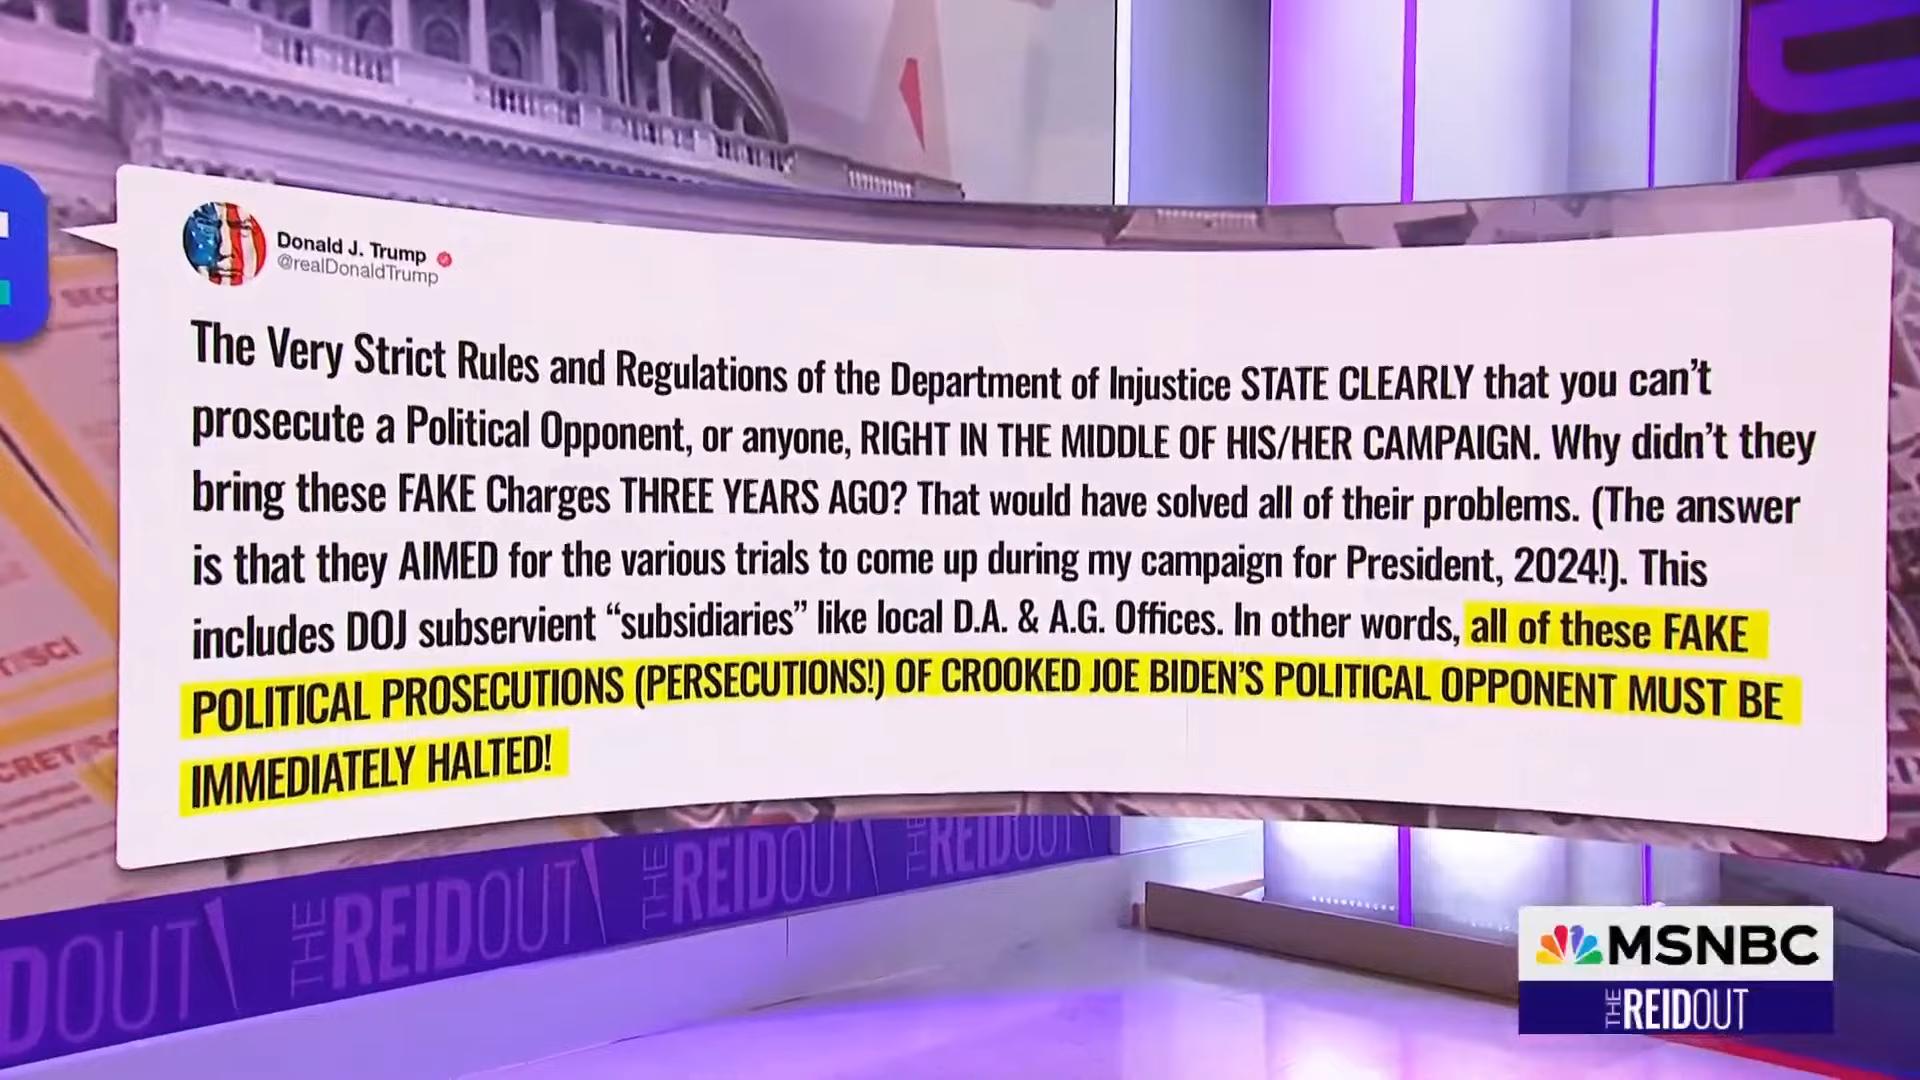 Donald J. Trump
@realDonaldTrump
The Very Strict Rules and Regulations of the Department of Injustice STATE CLEARLY that you can't
prosecute a Political Opponent, or anyone, RIGHT IN THE MIDDLE OF HIS/HER CAMPAIGN. Why didn't they
bring these FAKE Charges THREE YEARS AGO? That would have solved all of their problems. (The answer
is that they AIMED for the various trials to come up during my campaign for President, 2024!). This
includes DOJ subservient “subsidiaries” like local D.A. & A.G. Offices. In other words, all of these FAKE
POLITICAL PROSECUTIONS (PERSECUTIONS!) OF CROOKED JOE BIDEN'S POLITICAL OPPONENT MUST BE
IMMEDIATELY HALTED!
DOUT THE REIDOUT THE REIDOUT THE REIDOUT
MSNBC
THE REIDOUT